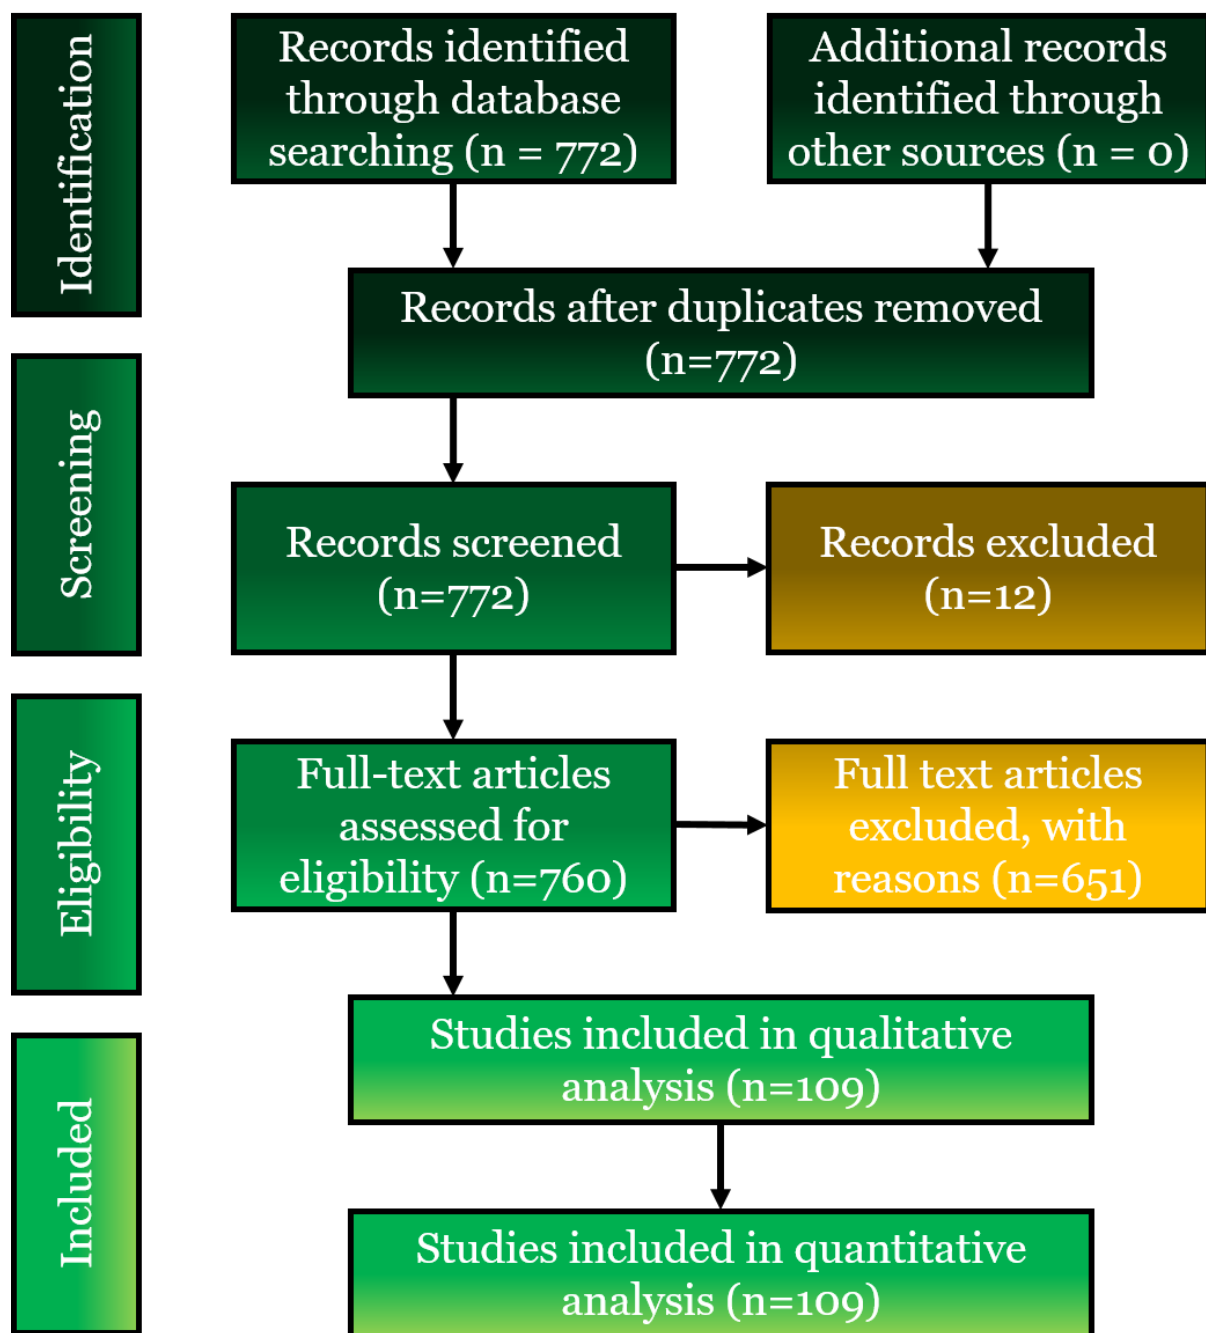 Identification
Records identified
through database
searching (n = 772)
Additional records
identified through
other sources (n = 0)
Records after duplicates removed
(n=772)
Screening
Records screened
(n=772)
Records excluded
(n=12)
Eligibility
Full-text articles
assessed for
eligibility (n=760)
Full text articles
excluded, with
reasons (n=651)
Included
Studies included in qualitative
analysis (n=109)
Studies included in quantitative
analysis (n=109)